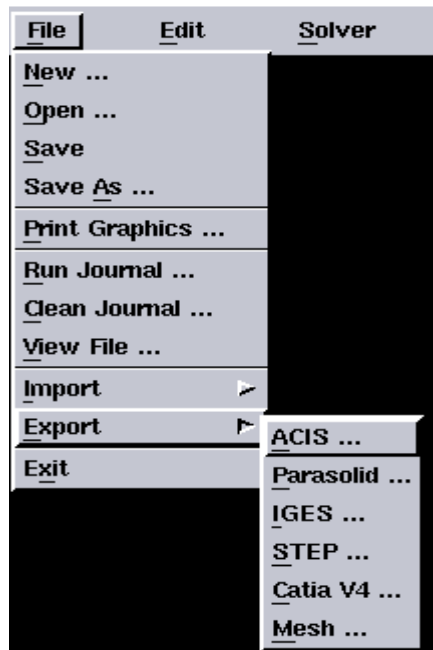 File Edit Solver
New ...
Open ...
Save
Save As ...
Print Graphics ...
Run Journal ...
Clean Journal ...
View File ...
Import
Export
Exit
ACIS ...
Parasolid ...
IGES ...
STEP ...
Catia V4 ...
Mesh ...